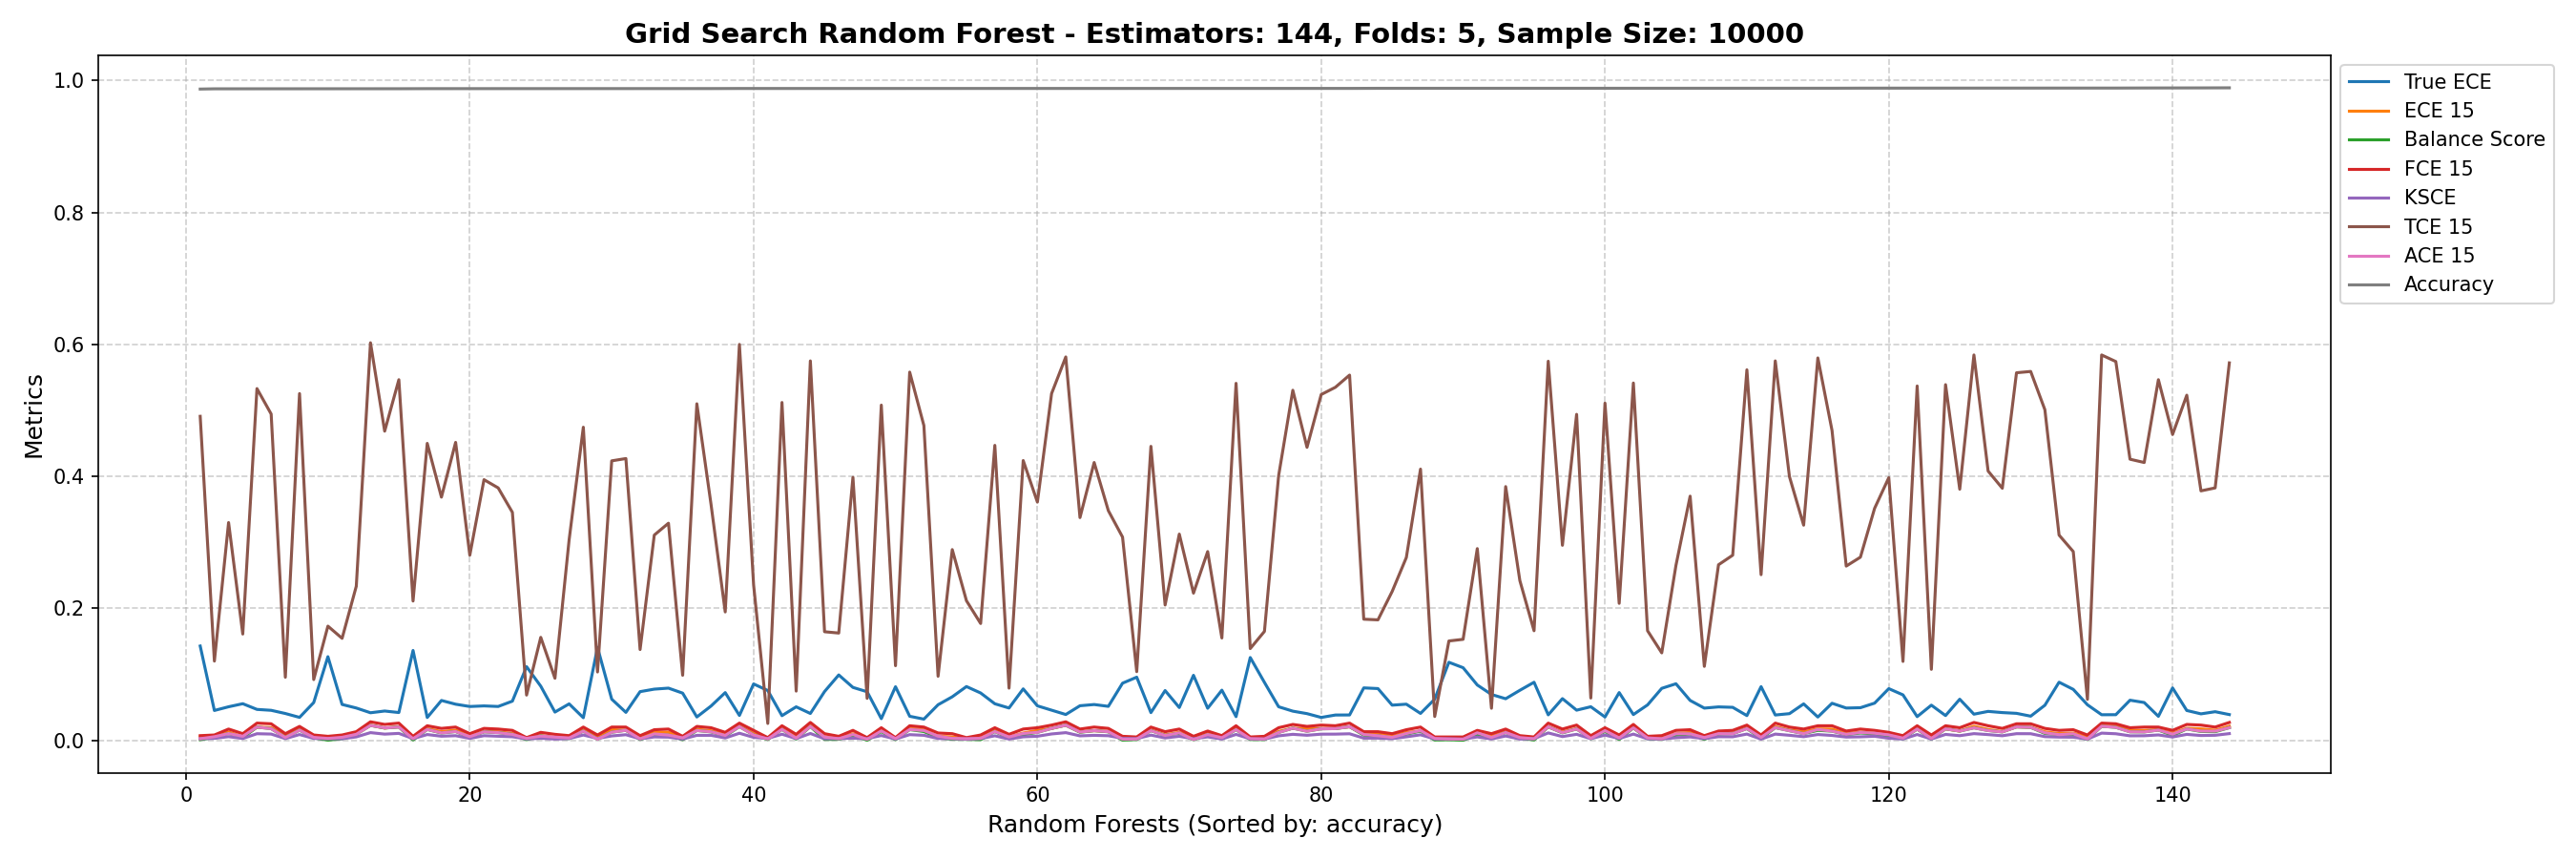 Grid Search Random Forest - Estimators: 144, Folds: 5, Sample Size: 10000
1.0
0.8
0.6
0.4
0.2
0.0
Metrics
0 20 40 60 80 100 120 140
Random Forests (Sorted by: accuracy)
True ECE
ECE 15
Balance Score
FCE 15
KSCE
TCE 15
ACE 15
Accuracy